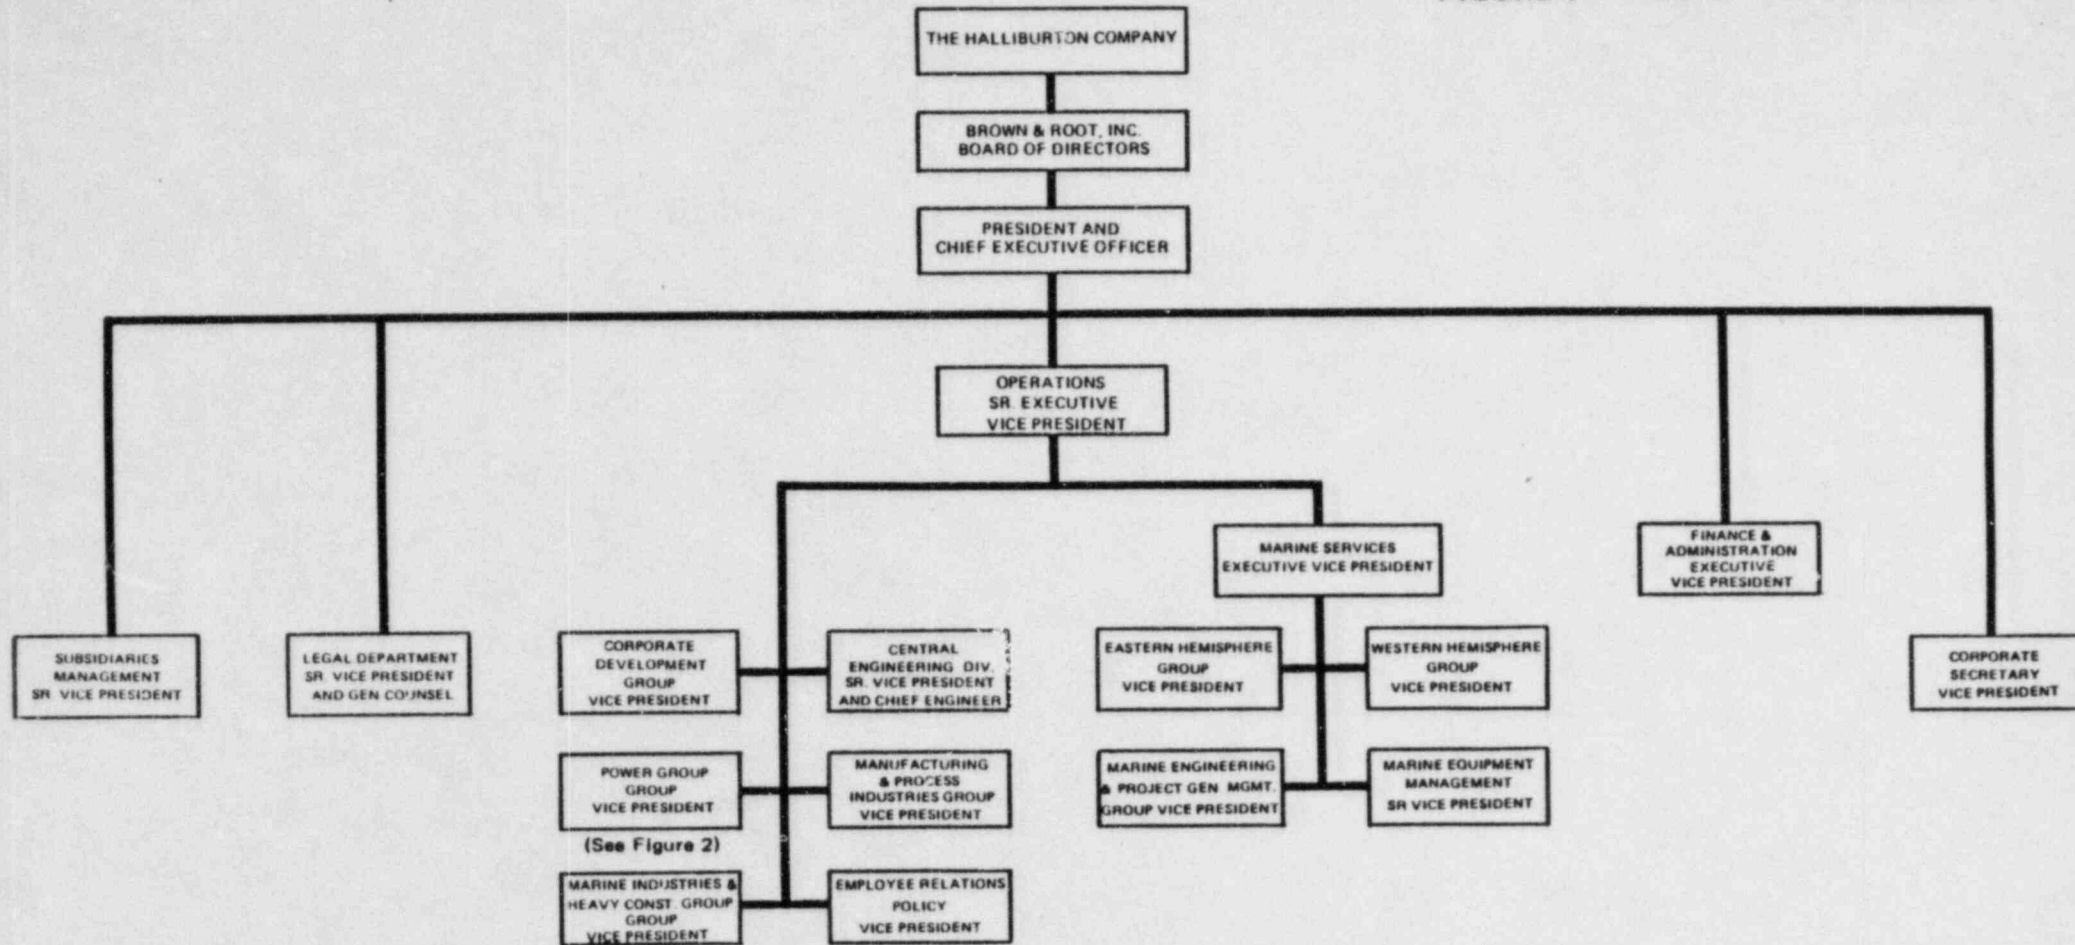 THE HALLIBURTON COMPANY
BROWN & ROOT, INC.
BOARD OF DIRECTORS
PRESIDENT AND
CHIEF EXECUTIVE OFFICER
OPERATIONS
SR. EXECUTIVE
VICE PRESIDENT
MARINE SERVICES
EXECUTIVE VICE PRESIDENT
FINANCE &
ADMINISTRATION
EXECUTIVE
VICE PRESIDENT
SUBSIDIARIES
MANAGEMENT
SR. VICE PRESIDENT
LEGAL DEPARTMENT
SR. VICE PRESIDENT
AND GEN COUNSEL
CORPORATE
DEVELOPMENT
GROUP
VICE PRESIDENT
CENTRAL
ENGINEERING DIV.
SR. VICE PRESIDENT
AND CHIEF ENGINEER
EASTERN HEMISPHERE
GROUP
VICE PRESIDENT
WESTERN HEMISPHERE
GROUP
VICE PRESIDENT
CORPORATE
SECRETARY
VICE PRESIDENT
POWER GROUP
GROUP
VICE PRESIDENT
(See Figure 2)
MANUFACTURING
& PROCESS
INDUSTRIES GROUP
VICE PRESIDENT
MARINE ENGINEERING
& PROJECT GEN. MGMT.
GROUP VICE PRESIDENT
MARINE EQUIPMENT
MANAGEMENT
SR VICE PRESIDENT
MARINE INDUSTRIES &
HEAVY CONST. GROUP
GROUP
VICE PRESIDENT
EMPLOYEE RELATIONS
POLICY
VICE PRESIDENT